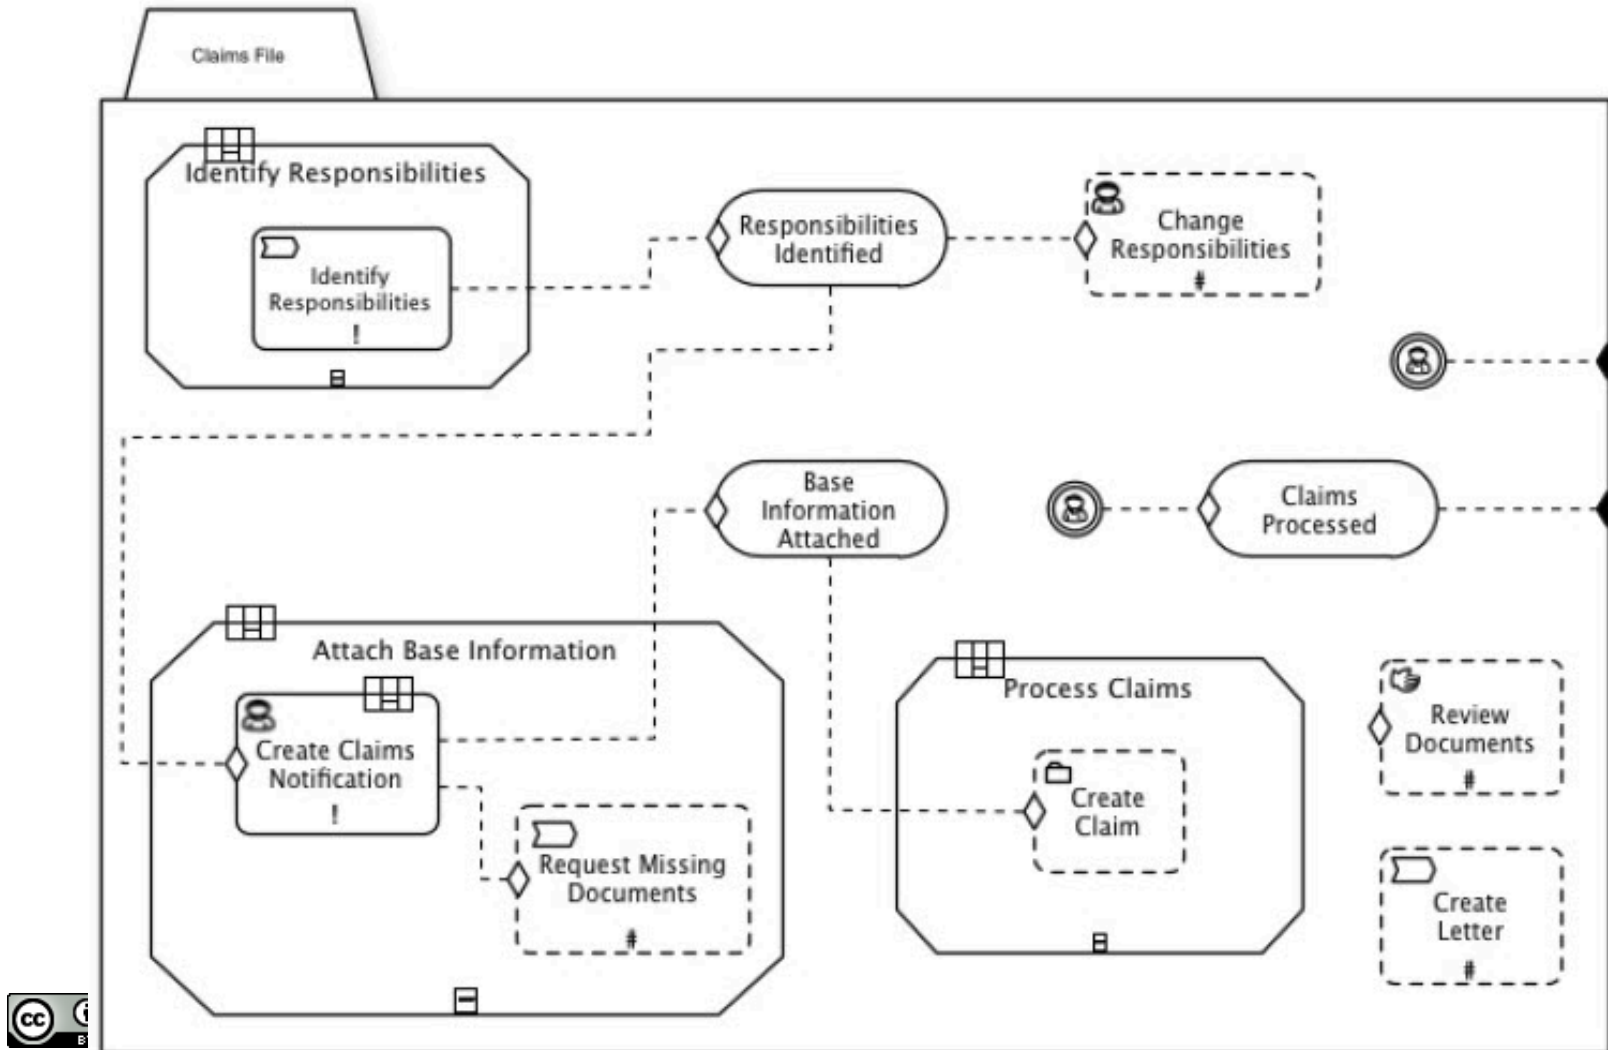 Claims File
Identify Responsibilities
Identify
Responsibilities
!
Responsibilities
Identified
Change
Responsibilities
#
Base
Information
Attached
Claims
Processed
Attach Base Information
Create Claims
Notification
!
Request Missing
Documents
#
Process Claims
Create
Claim
Review
Documents
#
Create
Letter
#
cc